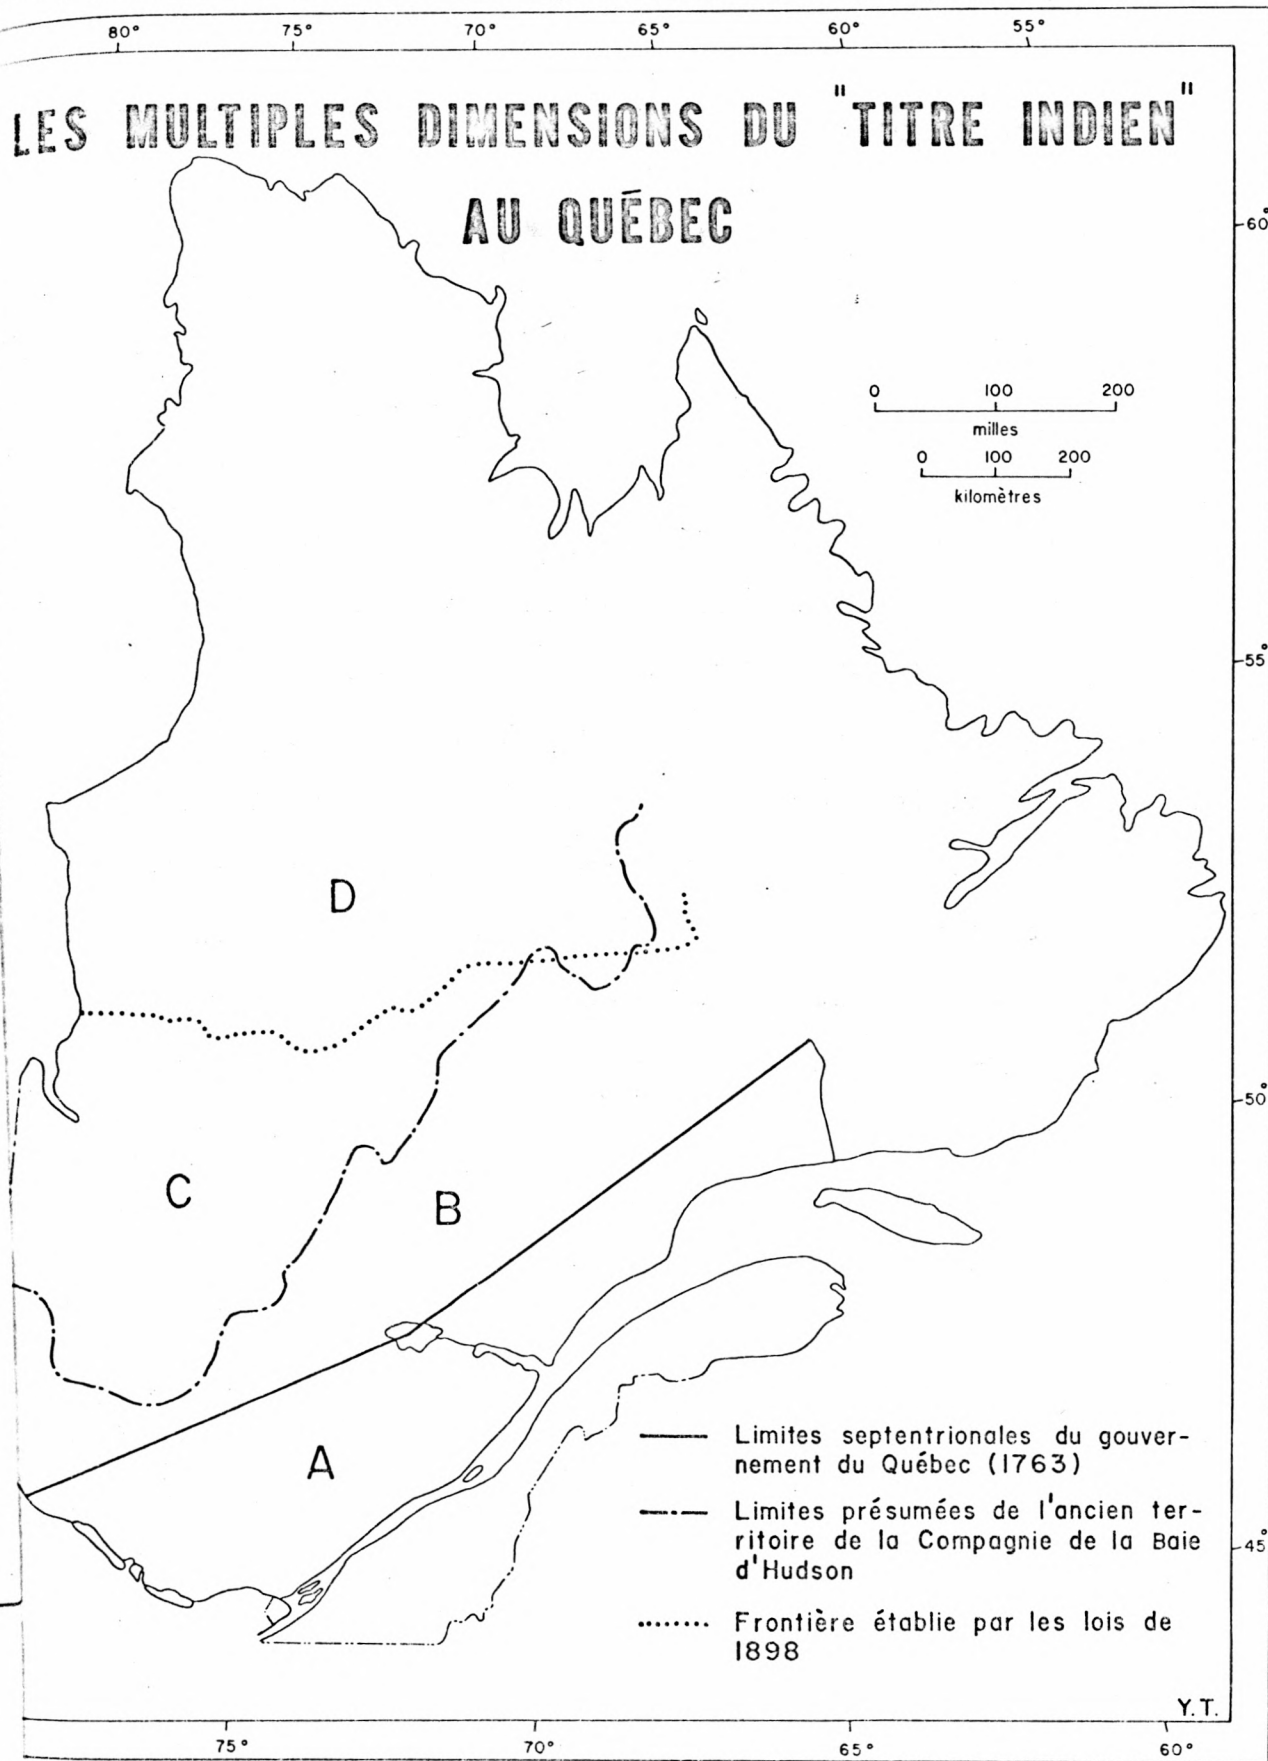 80° 75° 70° 65° 60° 55°
LES MULTIPLES DIMENSIONS DU "TITRE INDIEN"
AU QUÉBEC
60°
0 100 200
milles
0 100 200
kilomètres
55°
D
50°
C
B
A
Limites septentrionales du gouver-
nement du Québec (1763)
Limites présumées de l'ancien ter-
ritoire de la Compagnie de la Baie
d'Hudson
45°
Frontière établie par les lois de
1898
Y.T.
75° 70° 65° 60°